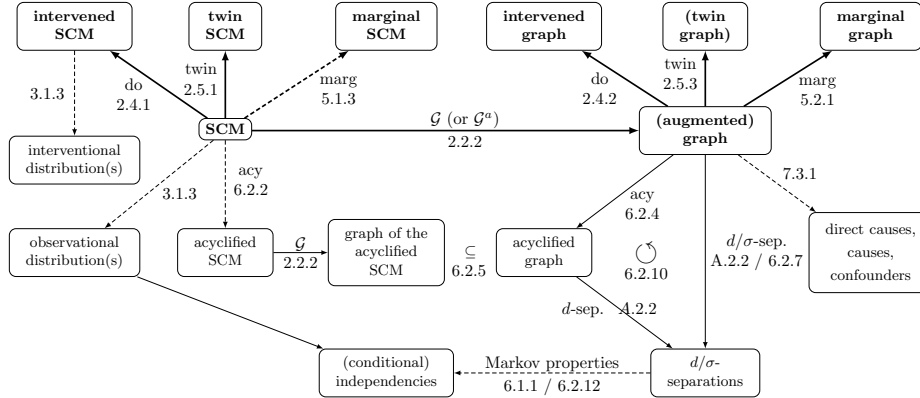 intervened
SCM
twin
SCM
marginal
SCM
intervened
graph
(twin
graph)
marginal
graph
3.1.3
do
2.4.1
twin
2.5.1
marg
5.1.3
do
2.4.2
twin
2.5.3
marg
5.2.1
SCM
𝒢 (or 𝒢ᵃ)
2.2.2
(augmented)
graph
interventional
distribution(s)
3.1.3
acy
6.2.2
acy
6.2.4
7.3.1
observational
distribution(s)
acyclified
SCM
𝒢
2.2.2
graph of the
acyclified
SCM
⊆
6.2.5
acyclified
graph
6.2.10
d/σ-sep.
A.2.2 / 6.2.7
direct causes,
causes,
confounders
d-sep. A.2.2
(conditional)
independencies
Markov properties
6.1.1 / 6.2.12
d/σ-
separations